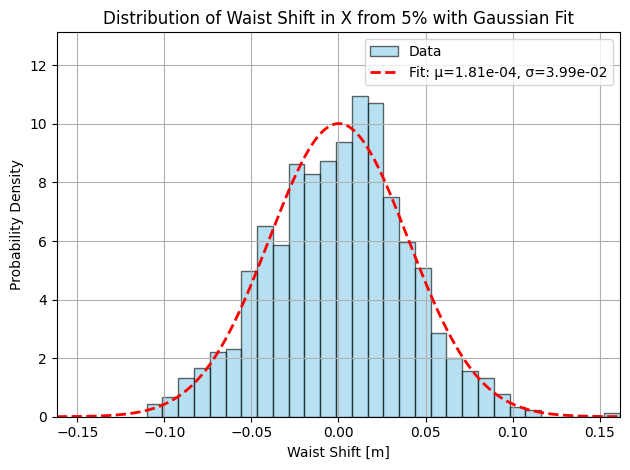 Distribution of Waist Shift in X from 5% with Gaussian Fit
Data
Fit: μ=1.81e-04, σ=3.99e-02
Probability Density
12
10
8
6
4
2
0
−0.15
−0.10
−0.05
0.00
0.05
0.10
0.15
Waist Shift [m]